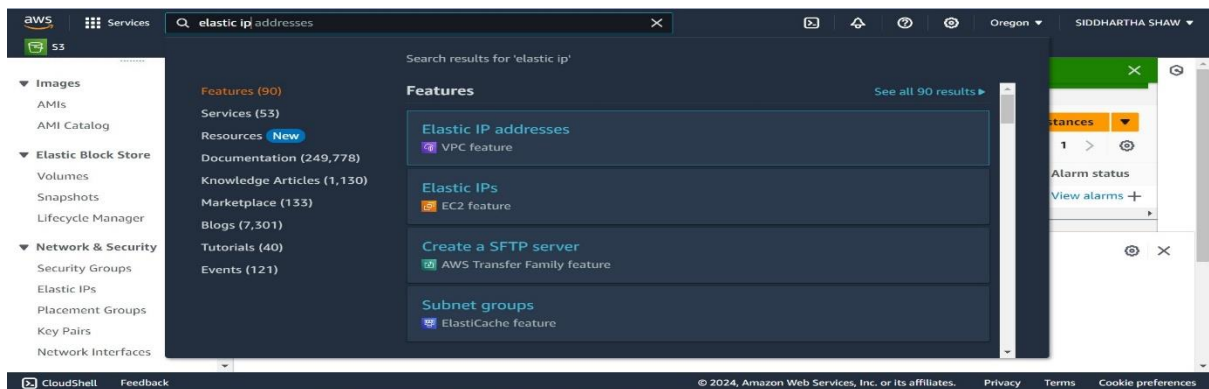 aws Services elastic ip addresses Oregon SIDDHARTHA SHAW
S3
Search results for 'elastic ip'
Images
AMIs
AMI Catalog
Elastic Block Store
Volumes
Snapshots
Lifecycle Manager
Network & Security
Security Groups
Elastic IPs
Placement Groups
Key Pairs
Network Interfaces
Features (90)
Services (53)
Resources New
Documentation (249,778)
Knowledge Articles (1,130)
Marketplace (133)
Blogs (7,301)
Tutorials (40)
Events (121)
Features See all 90 results
Elastic IP addresses
VPC feature
Elastic IPs
EC2 feature
Create a SFTP server
AWS Transfer Family feature
Subnet groups
ElastiCache feature
stances
1
Alarm status
View alarms
CloudShell Feedback © 2024, Amazon Web Services, Inc. or its affiliates. Privacy Terms Cookie preferences